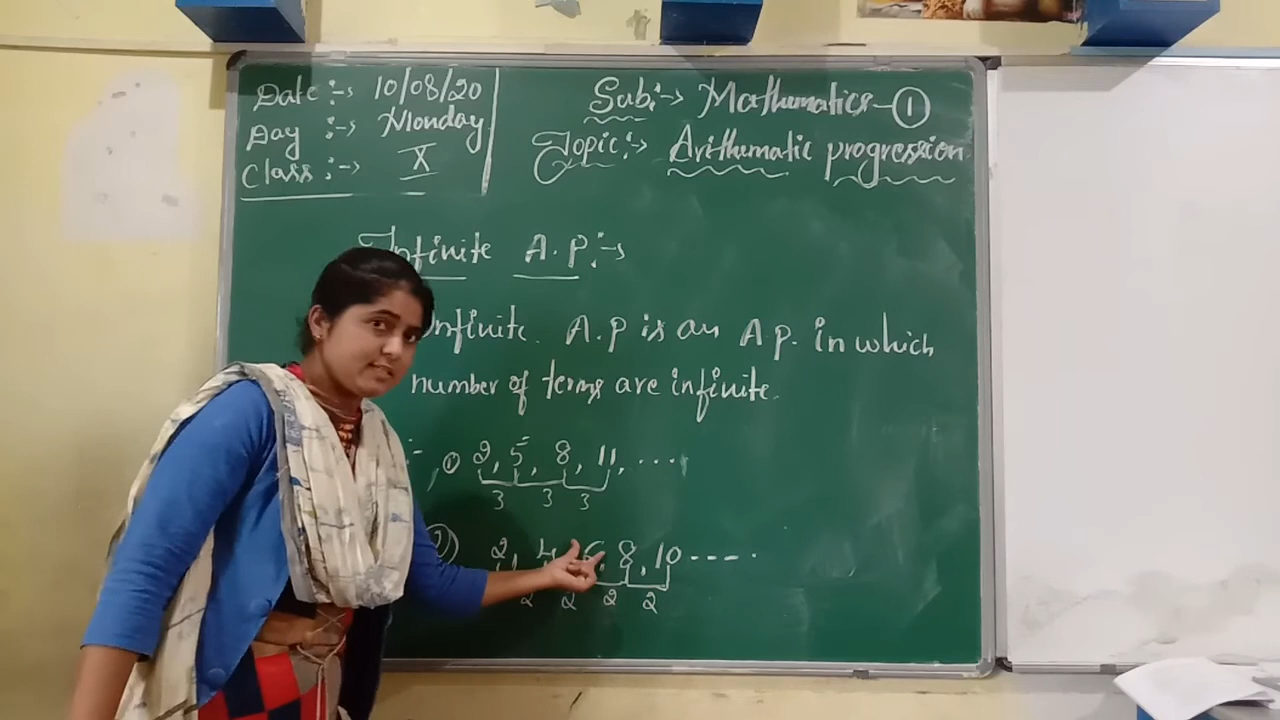 Date :→ 10/08/20
Day :→ Monday
Class :→ X
Sub :→ Mathematics - ①
Topic :→ Arithumatic progression
Infinite A.P :→
Infinite. A.P is an A p. in which
number of terms are infinite.
① 2, 5, 8, 11, ....
3 3 3
2) 2, 4, 6, 8, 10 -----
2 2 2 2